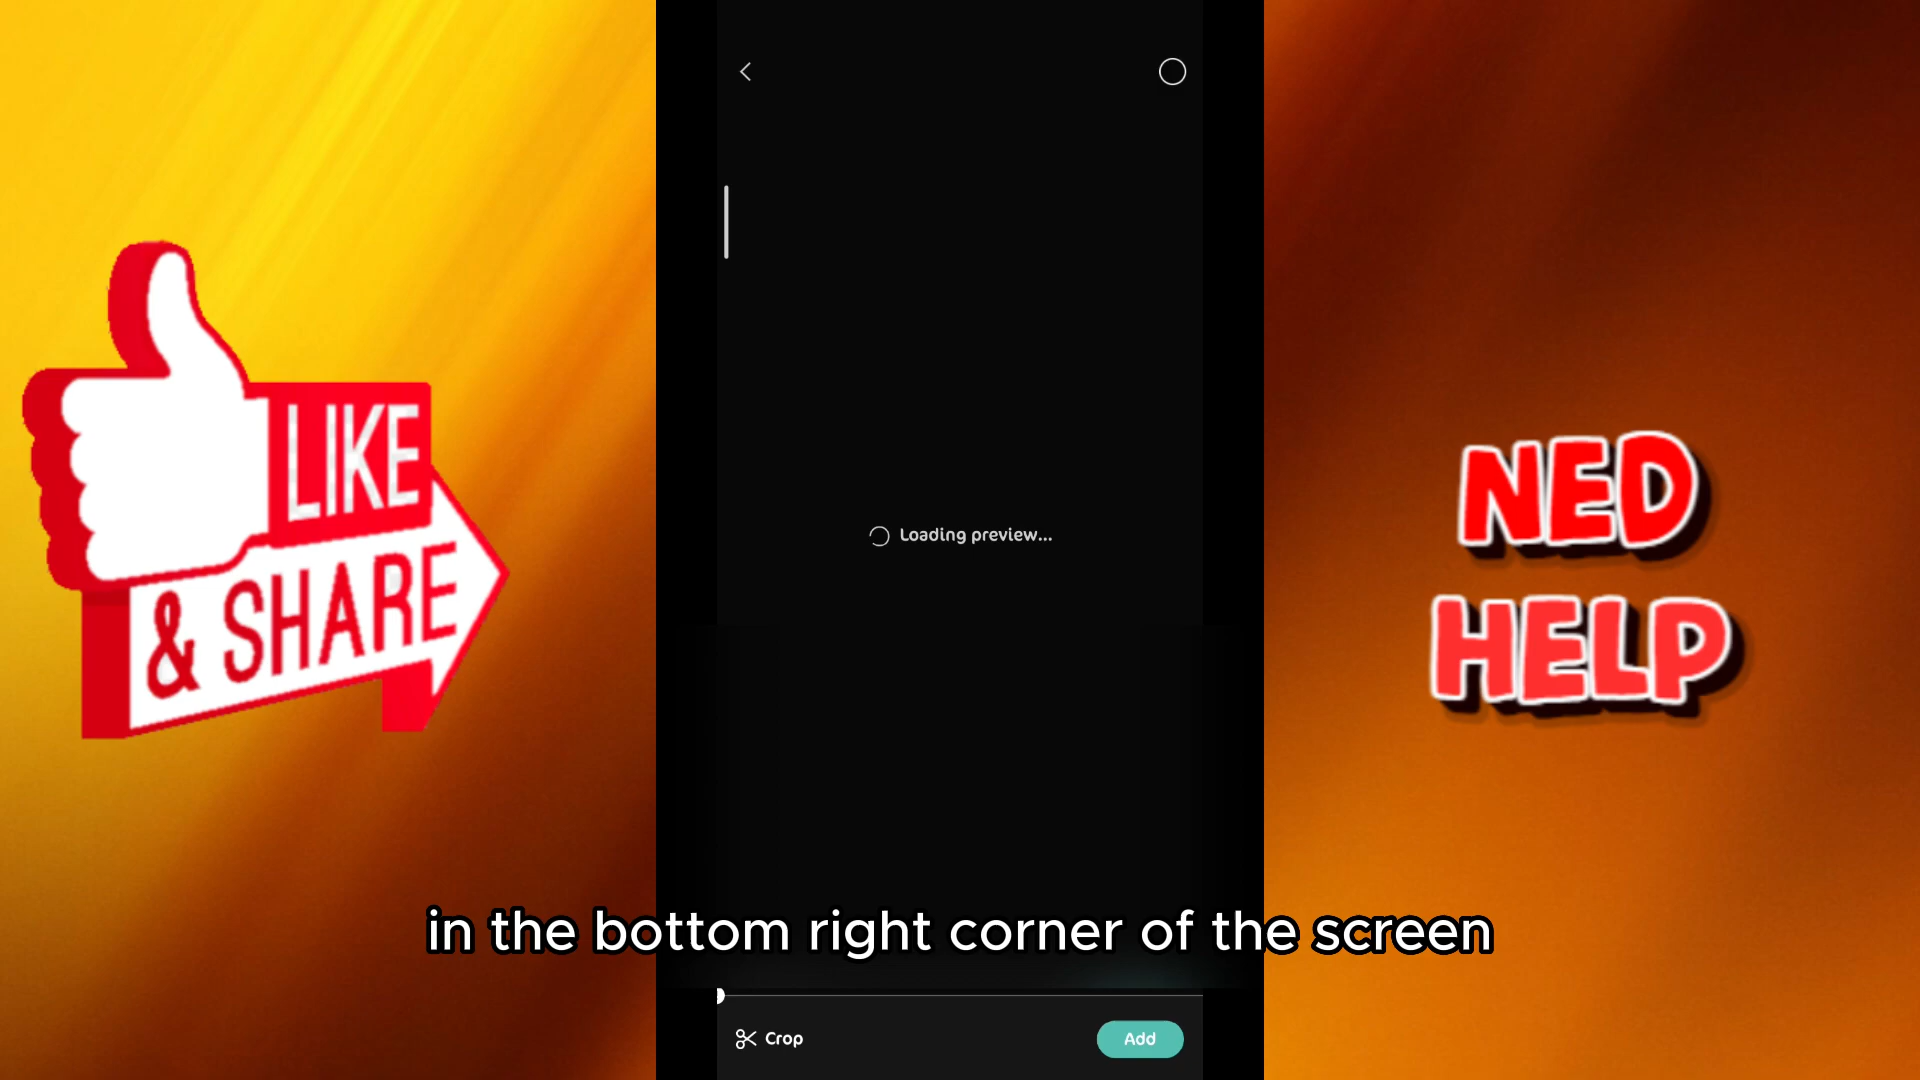 LIKE
& SHARE
Loading preview...
NED
HELP
in the bottom right corner of the screen
Crop
Add